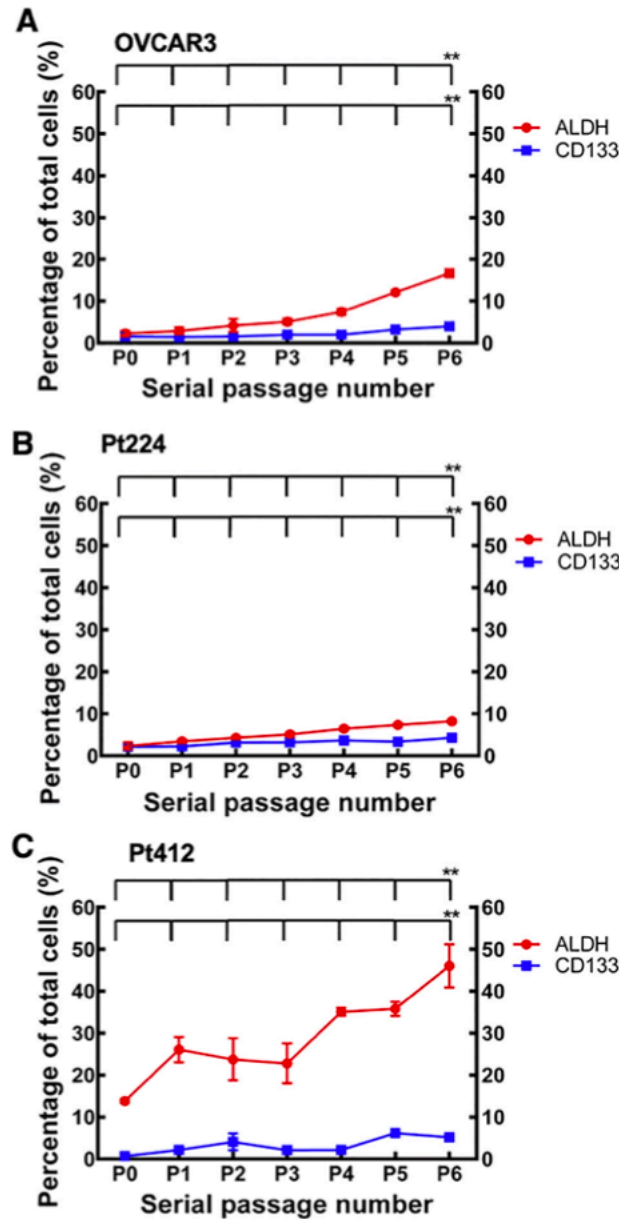 A
OVCAR3
**
**
60 60
50 50
40 40
30 30
20 20
10 10
0 0
Percentage of total cells (%)
P0 P1 P2 P3 P4 P5 P6
Serial passage number
ALDH
CD133
B
Pt224
**
**
60 60
50 50
40 40
30 30
20 20
10 10
0 0
Percentage of total cells (%)
P0 P1 P2 P3 P4 P5 P6
Serial passage number
ALDH
CD133
C
Pt412
**
**
60 60
50 50
40 40
30 30
20 20
10 10
0 0
Percentage of total cells (%)
P0 P1 P2 P3 P4 P5 P6
Serial passage number
ALDH
CD133